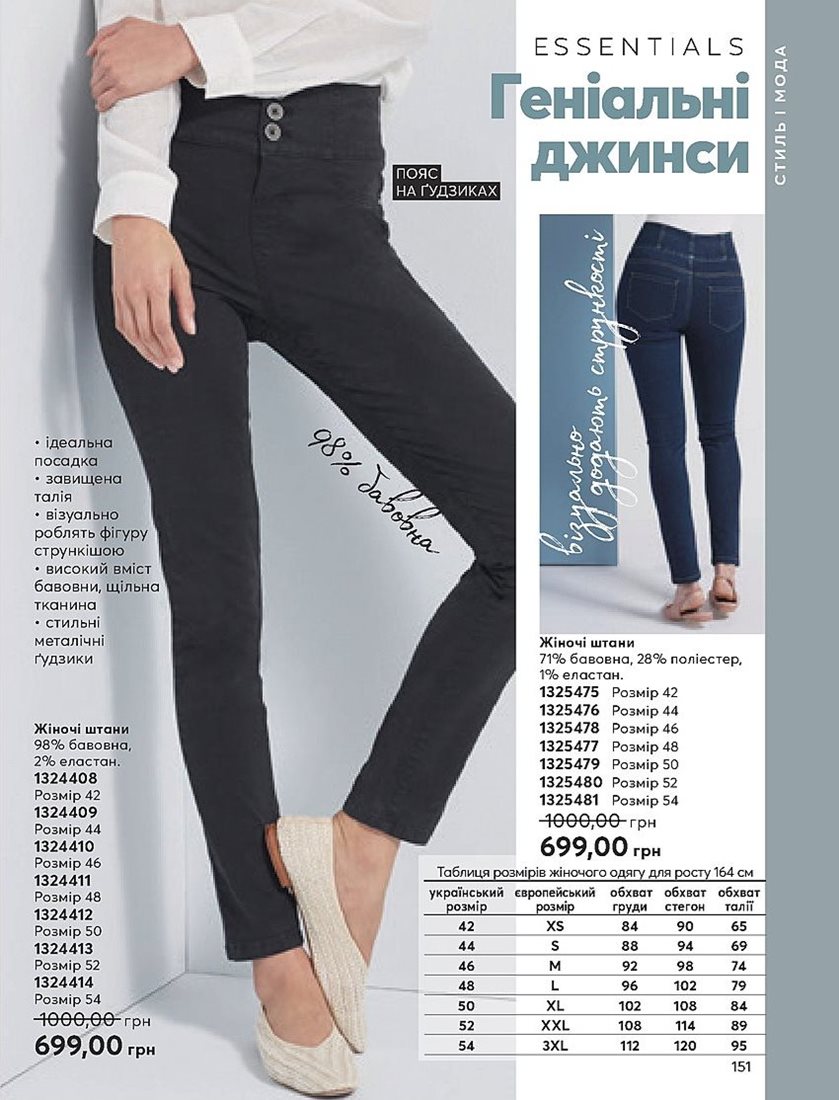 ESSENTIALS
Геніальні
джинси
СТИЛЬ І МОДА
ПОЯС
НА ҐУДЗИКАХ
візуально
додають стрункості
98% бавовна
• ідеальна
посадка
• завищена
талія
• візуально
роблять фігуру
стрункішою
• високий вміст
бавовни, щільна
тканина
• стильні
металічні
ґудзики
Жіночі штани
98% бавовна,
2% еластан.
1324408
Розмір 42
1324409
Розмір 44
1324410
Розмір 46
1324411
Розмір 48
1324412
Розмір 50
1324413
Розмір 52
1324414
Розмір 54
1000,00 грн
699,00 грн
Жіночі штани
71% бавовна, 28% поліестер,
1% еластан.
1325475 Розмір 42
1325476 Розмір 44
1325478 Розмір 46
1325477 Розмір 48
1325479 Розмір 50
1325480 Розмір 52
1325481 Розмір 54
1000,00 грн
699,00 грн
Таблиця розмірів жіночого одягу для росту 164 см
український європейський обхват обхват обхват
розмір розмір груди стегон талії
42 XS 84 90 65
44 S 88 94 69
46 M 92 98 74
48 L 96 102 79
50 XL 102 108 84
52 XXL 108 114 89
54 3XL 112 120 95
151